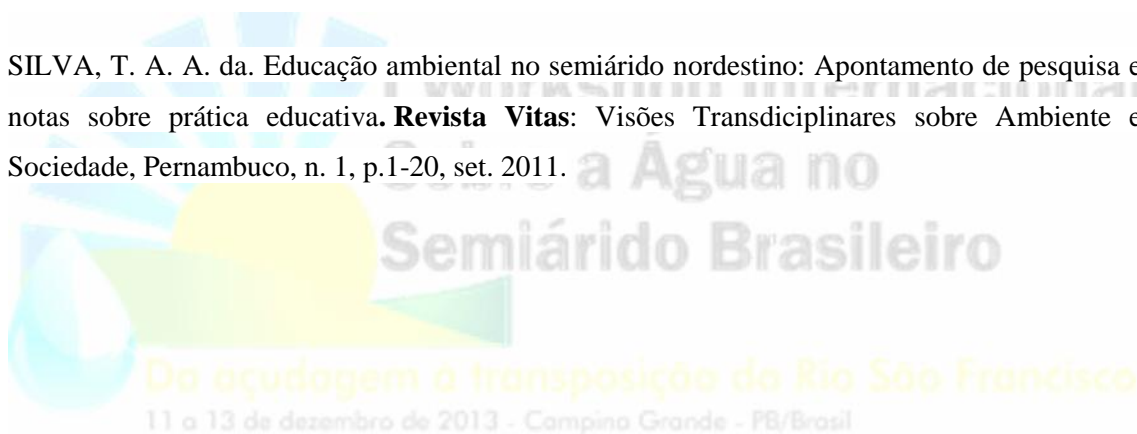 SILVA, T. A. A. da. Educação ambiental no semiárido nordestino: Apontamento de pesquisa e
notas sobre prática educativa. Revista Vitas: Visões Transdiciplinares sobre Ambiente e
Sociedade, Pernambuco, n. 1, p.1-20, set. 2011.
a Água no
Semiárido Brasileiro
Da açudagem a transposição do Rio São Francisco
11 a 13 de dezembro de 2013 - Campina Grande - PB/Brasil